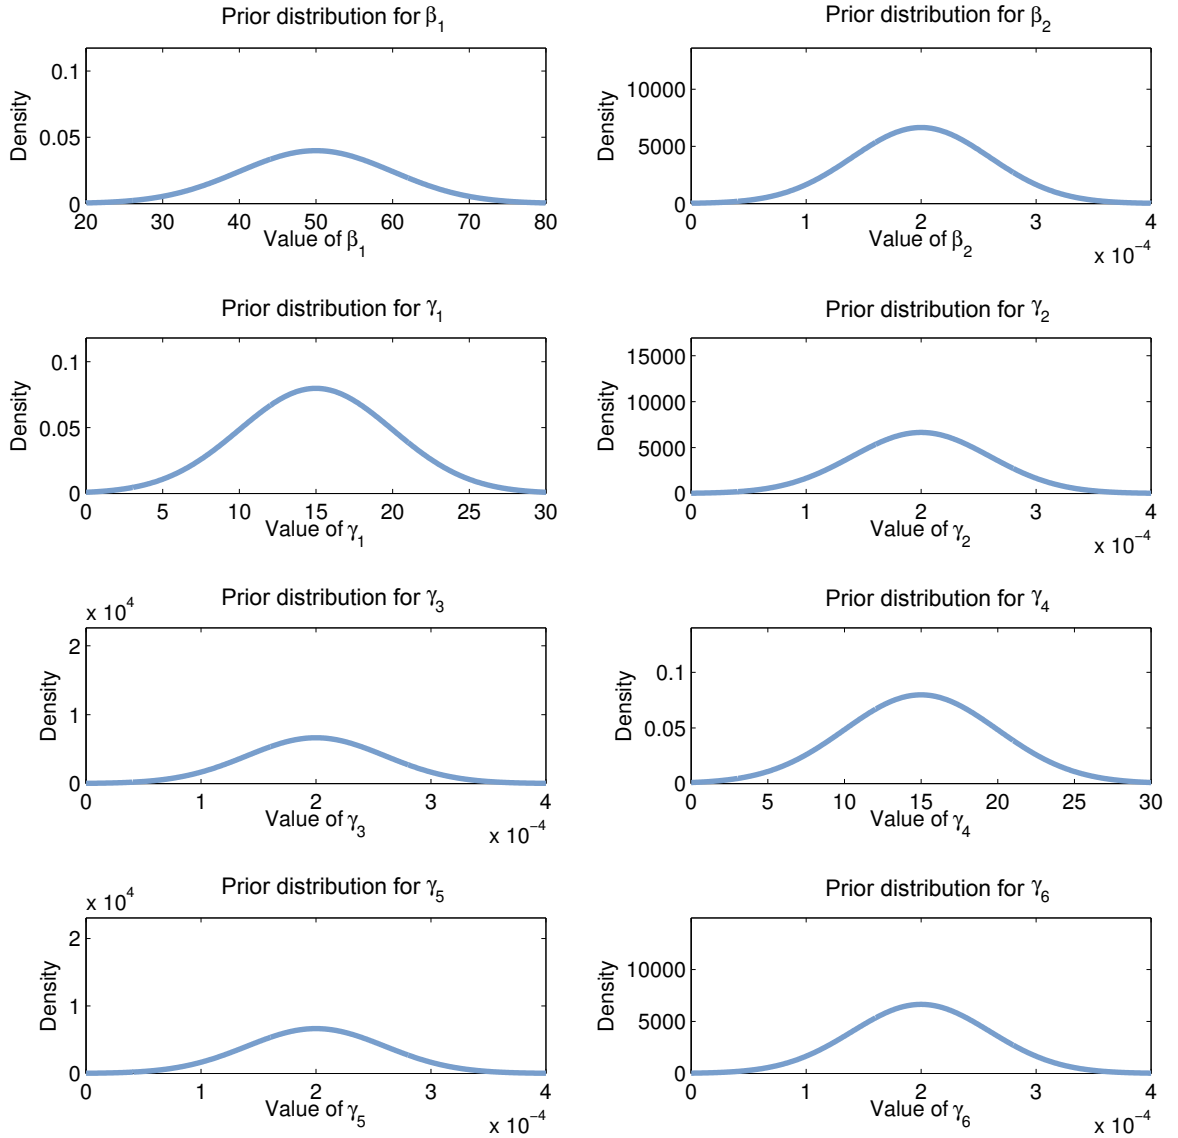 Prior distribution for β1
Density
0.1
0.05
0
20 30 40 50 60 70 80
Value of β1
Prior distribution for β2
Density
10000
5000
0
0 1 2 3 4
Value of β2
x 10−4
Prior distribution for γ1
Density
0.1
0.05
0
0 5 10 15 20 25 30
Value of γ1
Prior distribution for γ2
Density
15000
10000
5000
0
0 1 2 3 4
Value of γ2
x 10−4
Prior distribution for γ3
x 104
Density
2
1
0
0 1 2 3 4
Value of γ3
x 10−4
Prior distribution for γ4
Density
0.1
0.05
0
0 5 10 15 20 25 30
Value of γ4
Prior distribution for γ5
x 104
Density
2
1
0
0 1 2 3 4
Value of γ5
x 10−4
Prior distribution for γ6
Density
10000
5000
0
0 1 2 3 4
Value of γ6
x 10−4